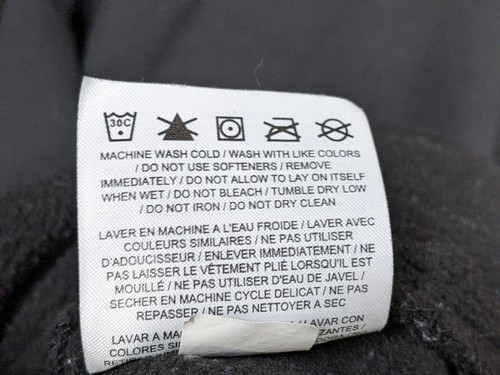 30C
MACHINE WASH COLD / WASH WITH LIKE COLORS
/ DO NOT USE SOFTENERS / REMOVE
IMMEDIATELY / DO NOT ALLOW TO LAY ON ITSELF
WHEN WET / DO NOT BLEACH / TUMBLE DRY LOW
/ DO NOT IRON / DO NOT DRY CLEAN
LAVER EN MACHINE A L'EAU FROIDE / LAVER AVEC
COULEURS SIMILAIRES / NE PAS UTILISER
D'ADOUCISSEUR / ENLEVER IMMEDIATEMENT / NE
PAS LAISSER LE VÊTEMENT PLIÉ LORSQU'IL EST
MOUILLÉ / NE PAS UTILISER D'EAU DE JAVEL /
SECHER EN MACHINE CYCLE DELICAT / NE PAS
REPASSER / NE PAS NETTOYER A SEC
LAVAR A / LAVAR CON
COLORES